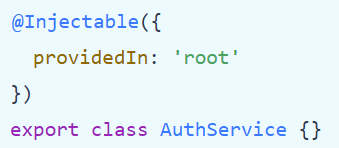 @Injectable({
  providedIn: 'root'
})
export class AuthService {}